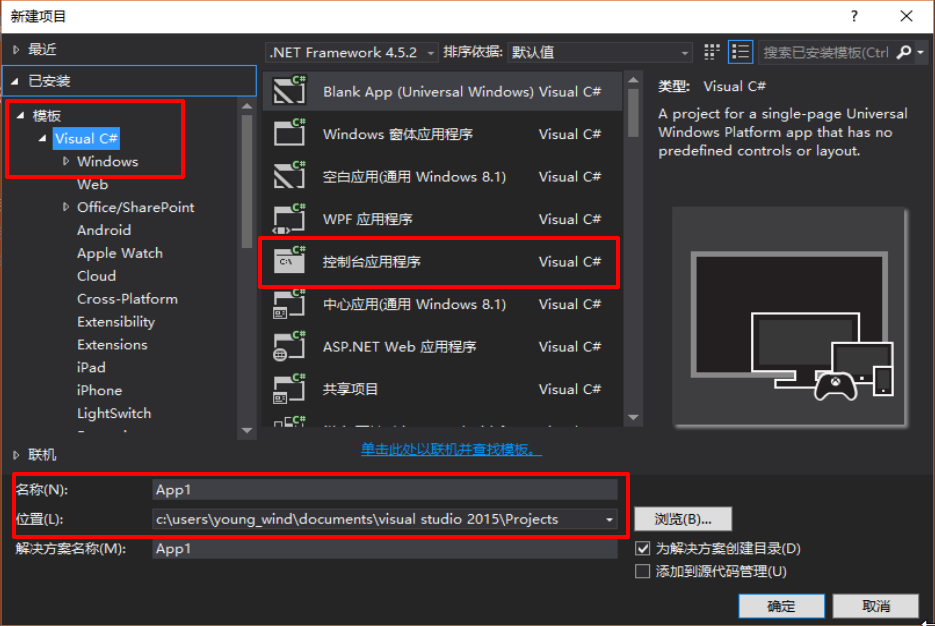 新建项目
?
最近
.NET Framework 4.5.2 排序依据: 默认值 搜索已安装模板(Ctrl
已安装
模板
Visual C#
Windows
Web
Office/SharePoint
Android
Apple Watch
Cloud
Cross-Platform
Extensibility
Extensions
iPad
iPhone
LightSwitch
联机
Blank App (Universal Windows) Visual C#
Windows 窗体应用程序 Visual C#
空白应用(通用 Windows 8.1) Visual C#
WPF 应用程序 Visual C#
控制台应用程序 Visual C#
中心应用(通用 Windows 8.1) Visual C#
ASP.NET Web 应用程序 Visual C#
共享项目 Visual C#
单击此处以联机并查找模板。
类型: Visual C#
A project for a single-page Universal
Windows Platform app that has no
predefined controls or layout.
名称(N): App1
位置(L): c:\users\young_wind\documents\visual studio 2015\Projects 浏览(B)...
解决方案名称(M): App1 为解决方案创建目录(D)
添加到源代码管理(U)
确定 取消